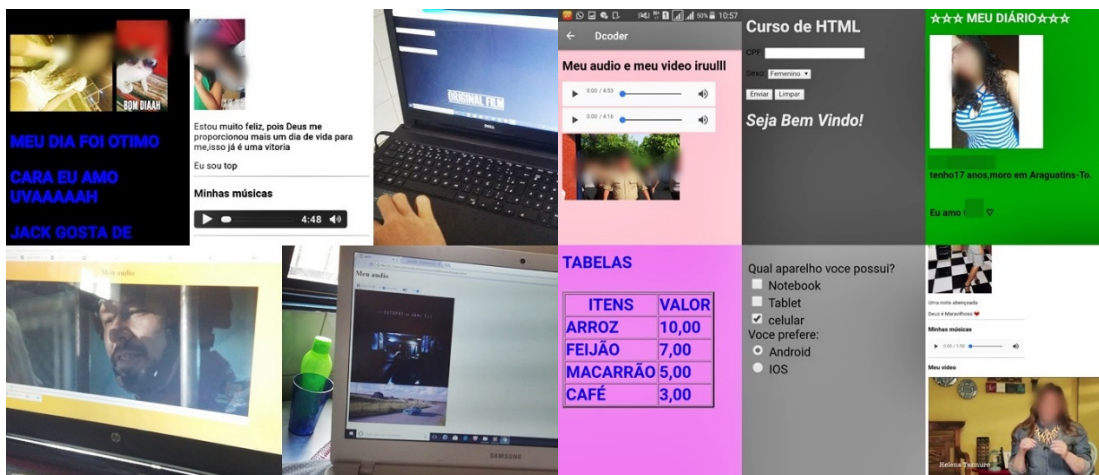 BOM DIAAH
MEU DIA FOI OTIMO
CARA EU AMO
UVAAAAAH
JACK GOSTA DE
Estou muito feliz, pois Deus me
proporcionou mais um dia de vida para
me,isso já é uma vitoria
Eu sou top
Minhas músicas
4:48
ORIGINAL FILM
DELL
10:57
50%
Dcoder
Meu audio e meu video iruulll
0:00 / 4:53
0:00 / 4:16
Curso de HTML
CPF:
Sexo: Femenino
Enviar Limpar
Seja Bem Vindo!
☆☆☆ MEU DIÁRIO☆☆☆
tenho17 anos,moro em Araguatins-To.
Eu amo
♡
Meu audio
hp
Meu audio
SAMSUNG
TABELAS
ITENS VALOR
ARROZ 10,00
FEIJÃO 7,00
MACARRÃO 5,00
CAFÉ 3,00
Qual aparelho voce possui?
Notebook
Tablet
celular
Voce prefere:
Android
IOS
Uma noite abençoada
Deus é Maravilhoso ❤
Minhas músicas
Meu vídeo